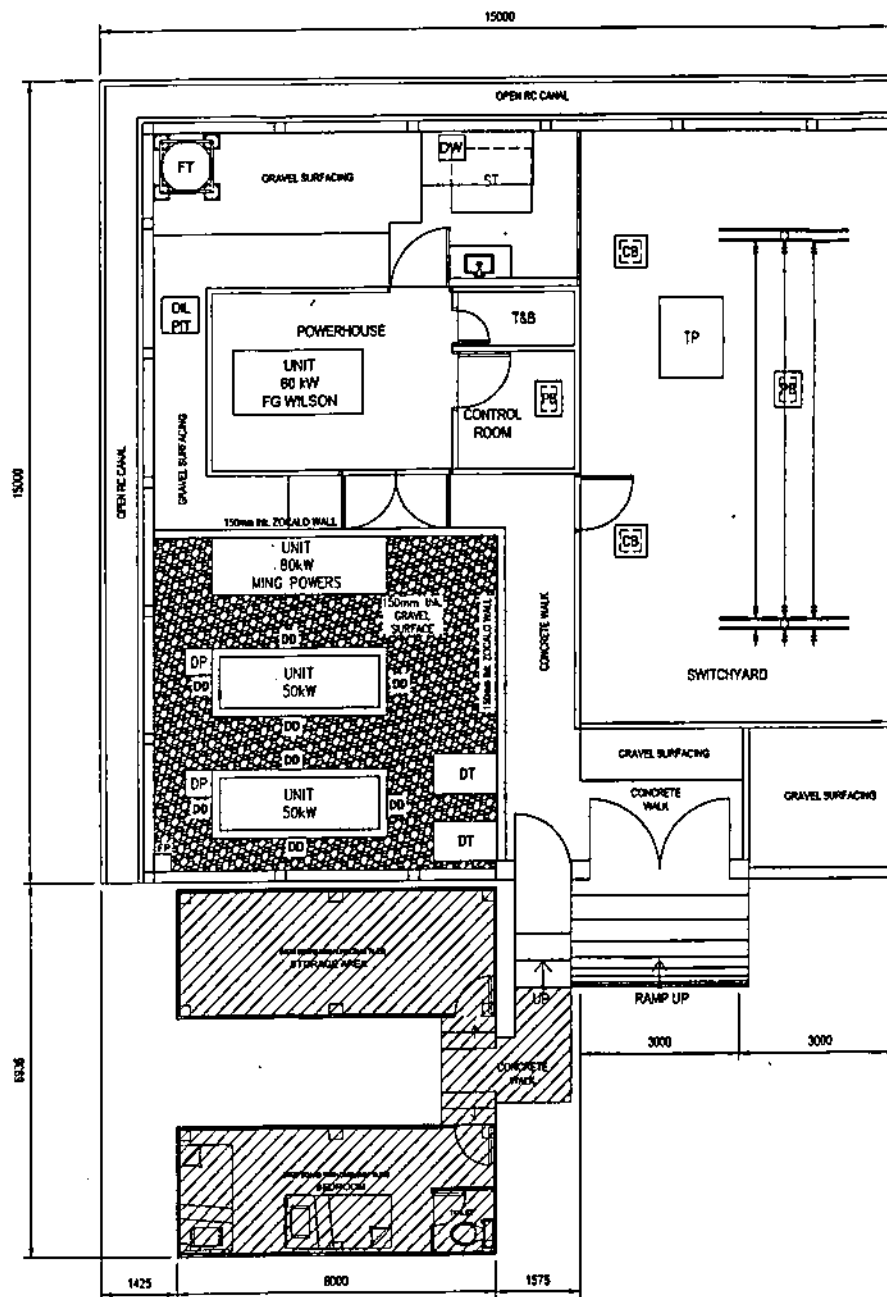 15000
OPEN RC CANAL
FT
GRAVEL SURFACING
DW
ST
CB
OIL
PIT
POWERHOUSE
T&B
TP
UNIT
60 kW
FG WILSON
PB
PB
CONTROL
ROOM
15000
OPEN RC CANAL
GRAVEL SURFACING
150mm thk. ZOCALO WALL
CB
UNIT
80kW
MING POWERS
150mm thk.
GRAVEL
SURFACE
150mm thk. ZOCALO WALL
CONCRETE WALK
DD
DP
DD
UNIT
50kW
DD
SWITCHYARD
DD
DD
DT
GRAVEL SURFACING
DP
DD
UNIT
50kW
DD
CONCRETE
WALK
GRAVEL SURFACING
DD
DT
FP
STORAGE AREA
UP
RAMP UP
6936
3000
3000
CONCRETE
WALK
BEDROOM
TOILET
1425
6000
1575